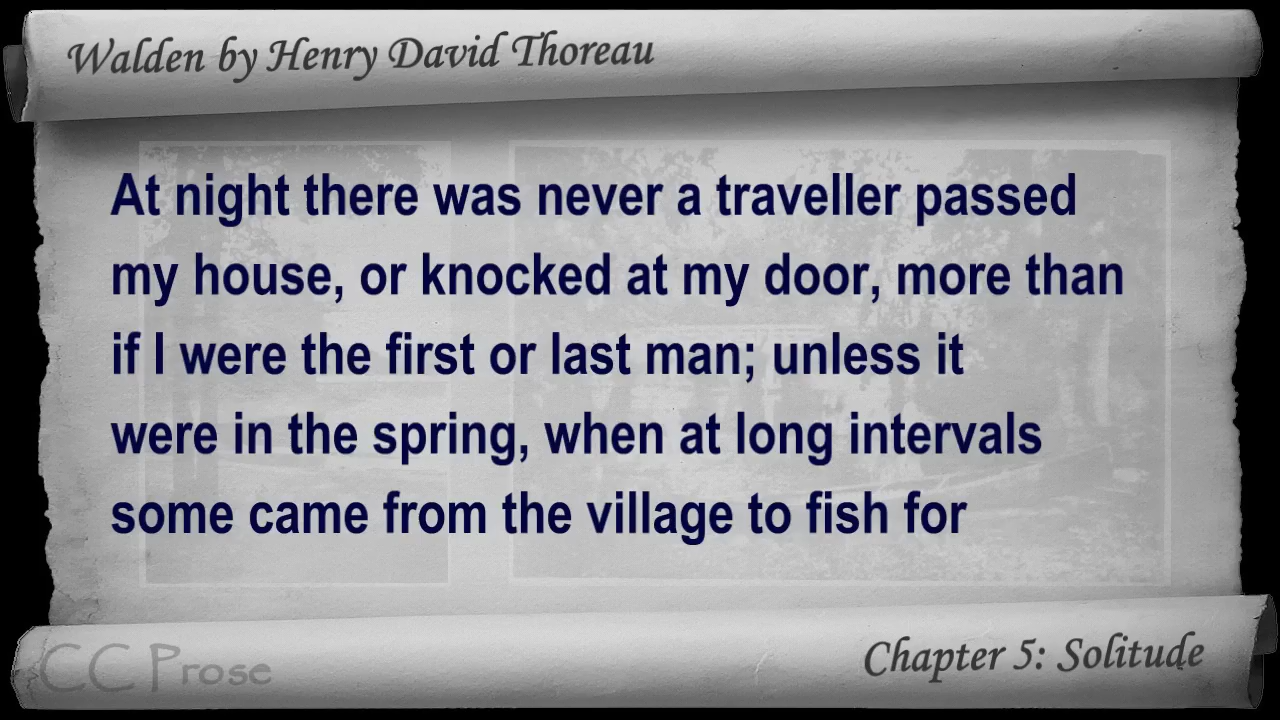 Walden by Henry David Thoreau
At night there was never a traveller passed
my house, or knocked at my door, more than
if I were the first or last man; unless it
were in the spring, when at long intervals
some came from the village to fish for
CC Prose
Chapter 5: Solitude